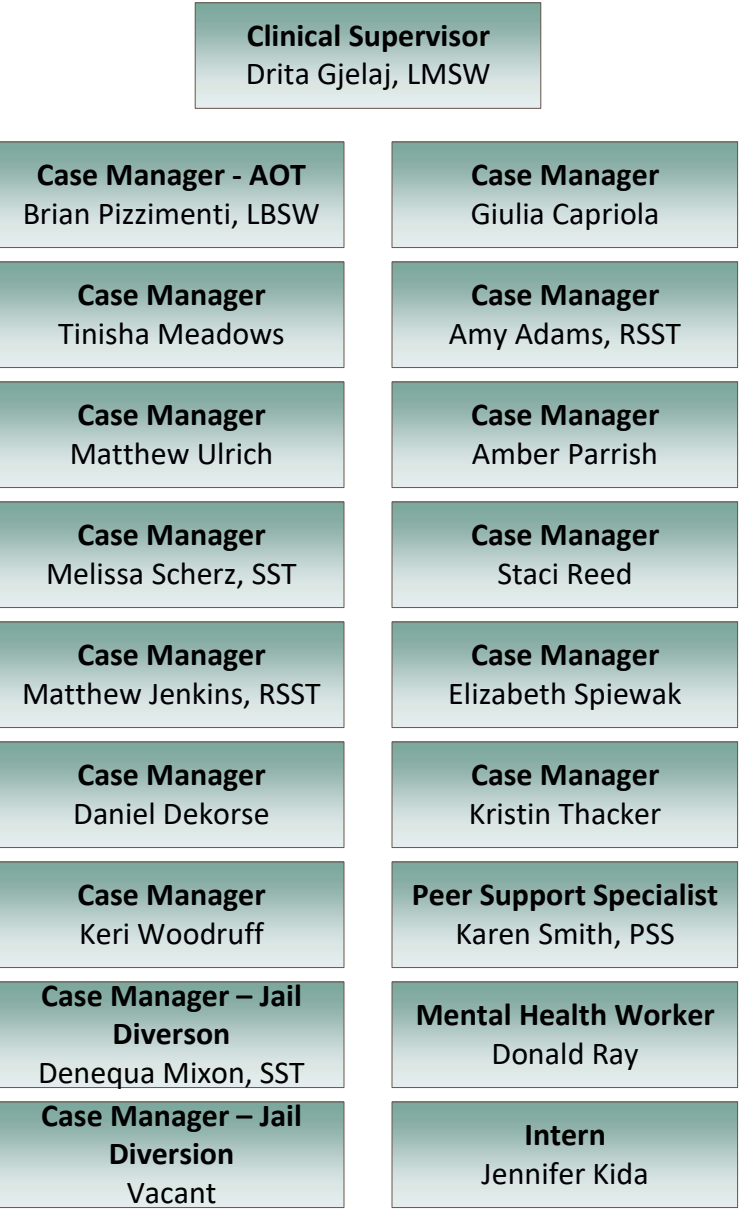 Clinical Supervisor
Drita Gjelaj, LMSW
Case Manager - AOT
Brian Pizzimenti, LBSW
Case Manager
Giulia Capriola
Case Manager
Tinisha Meadows
Case Manager
Amy Adams, RSST
Case Manager
Matthew Ulrich
Case Manager
Amber Parrish
Case Manager
Melissa Scherz, SST
Case Manager
Staci Reed
Case Manager
Matthew Jenkins, RSST
Case Manager
Elizabeth Spiewak
Case Manager
Daniel Dekorse
Case Manager
Kristin Thacker
Case Manager
Keri Woodruff
Peer Support Specialist
Karen Smith, PSS
Case Manager – Jail
Diverson
Denequa Mixon, SST
Mental Health Worker
Donald Ray
Case Manager – Jail
Diversion
Vacant
Intern
Jennifer Kida